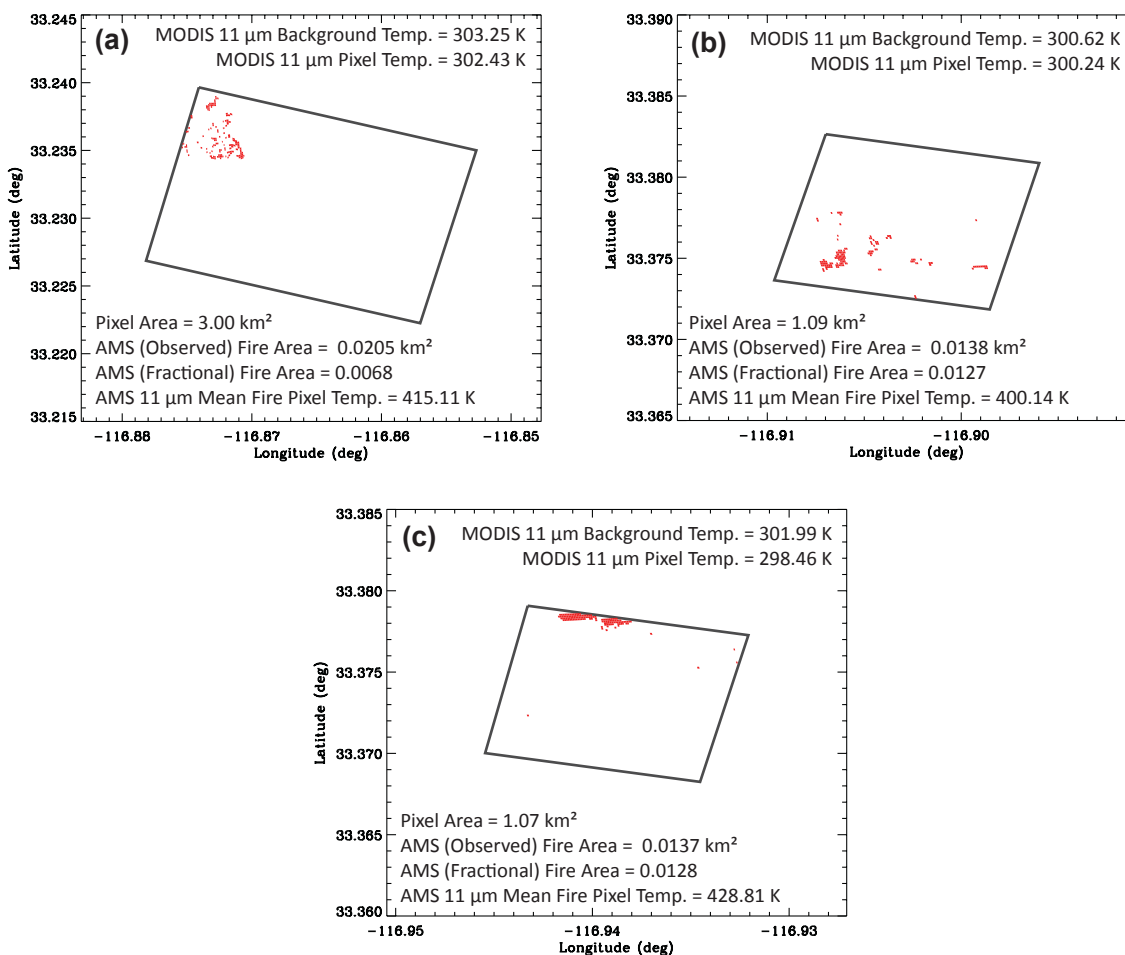 (a)
MODIS 11 µm Background Temp. = 303.25 K
MODIS 11 µm Pixel Temp. = 302.43 K
33.245
33.240
33.235
33.230
33.225
33.220
33.215
Latitude (deg)
Pixel Area = 3.00 km²
AMS (Observed) Fire Area = 0.0205 km²
AMS (Fractional) Fire Area = 0.0068
AMS 11 µm Mean Fire Pixel Temp. = 415.11 K
−116.88 −116.87 −116.86 −116.85
Longitude (deg)
(b)
MODIS 11 µm Background Temp. = 300.62 K
MODIS 11 µm Pixel Temp. = 300.24 K
33.390
33.385
33.380
33.375
33.370
33.365
Latitude (deg)
Pixel Area = 1.09 km²
AMS (Observed) Fire Area = 0.0138 km²
AMS (Fractional) Fire Area = 0.0127
AMS 11 µm Mean Fire Pixel Temp. = 400.14 K
−116.91 −116.90
Longitude (deg)
(c)
MODIS 11 µm Background Temp. = 301.99 K
MODIS 11 µm Pixel Temp. = 298.46 K
33.385
33.380
33.375
33.370
33.365
33.360
Latitude (deg)
Pixel Area = 1.07 km²
AMS (Observed) Fire Area = 0.0137 km²
AMS (Fractional) Fire Area = 0.0128
AMS 11 µm Mean Fire Pixel Temp. = 428.81 K
−116.95 −116.94 −116.93
Longitude (deg)